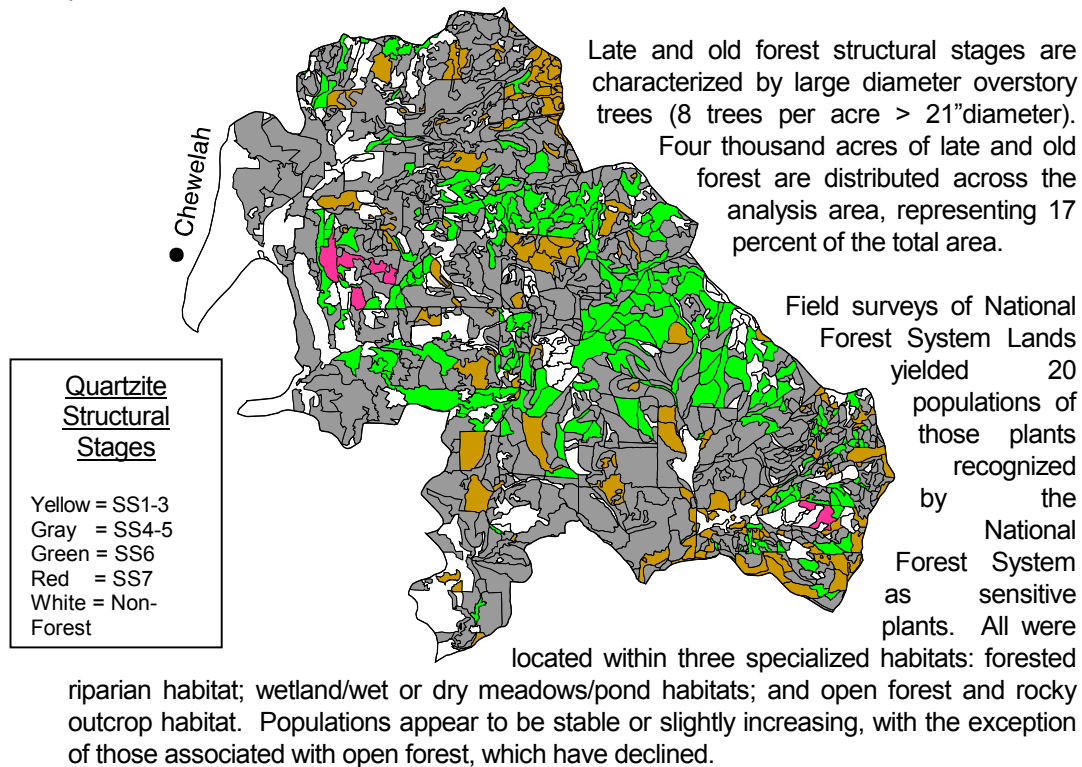 Late and old forest structural stages are
characterized by large diameter overstory
trees (8 trees per acre > 21”diameter).
Four thousand acres of late and old
forest are distributed across the
analysis area, representing 17
percent of the total area.
Chewelah
Field surveys of National
Forest System Lands
yielded 20
populations of
those plants
recognized
by the
National
Forest System
as sensitive
plants. All were
located within three specialized habitats: forested
riparian habitat; wetland/wet or dry meadows/pond habitats; and open forest and rocky
outcrop habitat. Populations appear to be stable or slightly increasing, with the exception
of those associated with open forest, which have declined.
Quartzite
Structural
Stages
Yellow = SS1-3
Gray = SS4-5
Green = SS6
Red = SS7
White = Non-
Forest